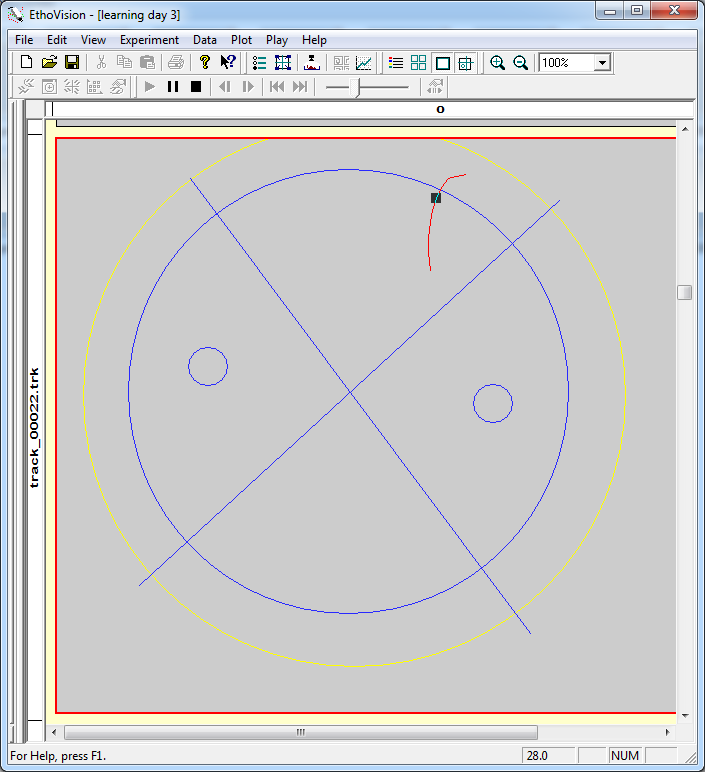 EthoVision - [learning day 3]
File Edit View Experiment Data Plot Play Help
100%
o
track_00022.trk
For Help, press F1.
28.0
NUM